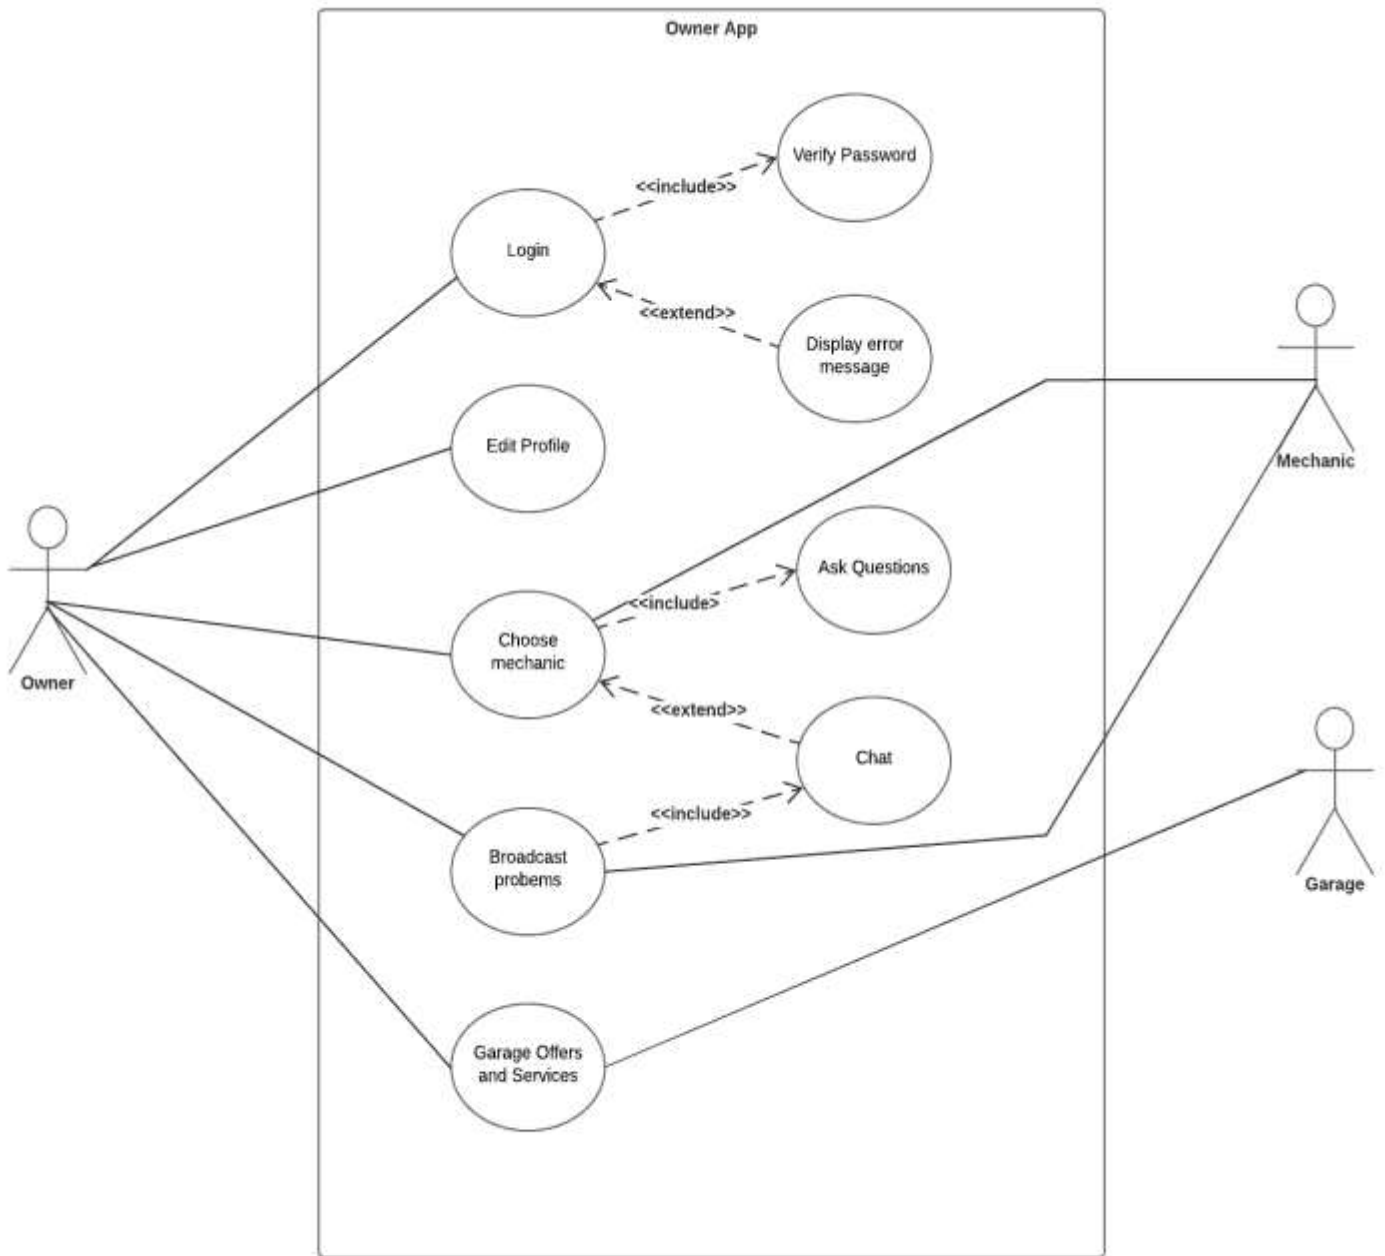 Owner App
Verify Password
<<include>>
Login
<<extend>>
Display error
message
Edit Profile
Mechanic
Ask Questions
<<include>
Choose
mechanic
Owner
<<extend>>
Chat
<<include>>
Broadcast
probems
Garage
Garage Offers
and Services